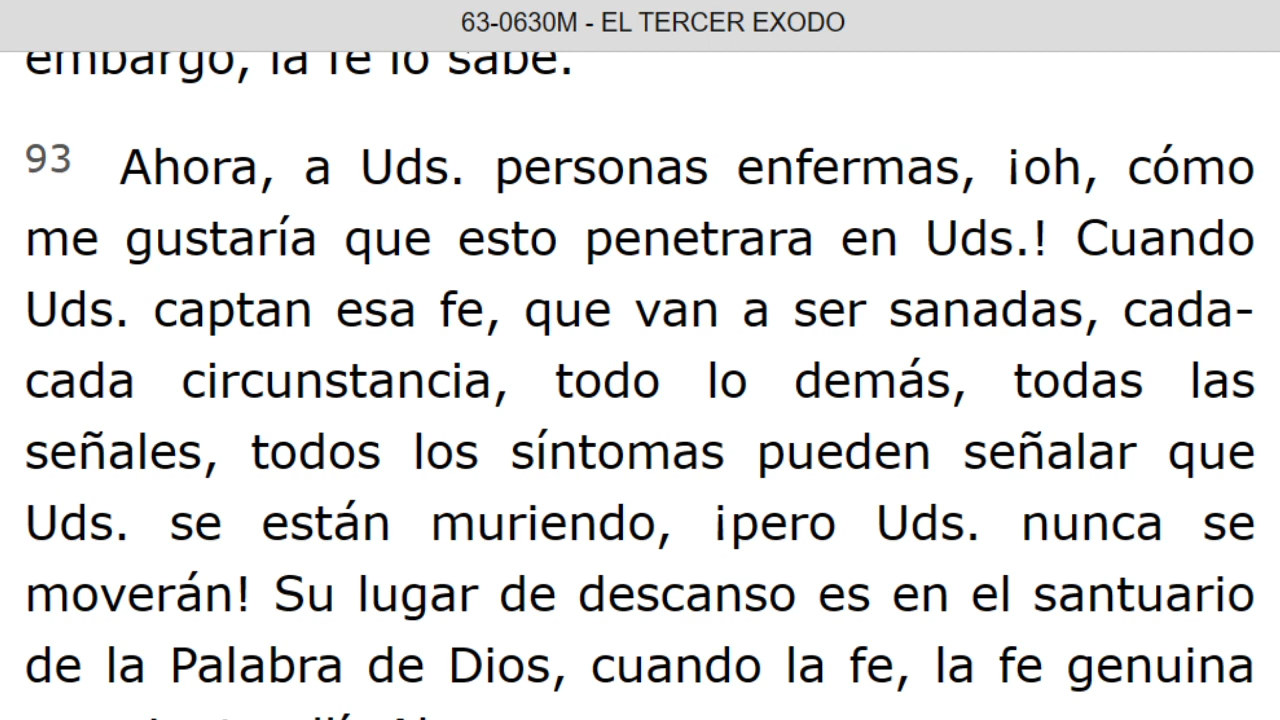 63-0630M - EL TERCER EXODO
embargo, la fe lo sabe.
93 Ahora, a Uds. personas enfermas, ¡oh, cómo
me gustaría que esto penetrara en Uds.! Cuando
Uds. captan esa fe, que van a ser sanadas, cada-
cada circunstancia, todo lo demás, todas las
señales, todos los síntomas pueden señalar que
Uds. se están muriendo, ¡pero Uds. nunca se
moverán! Su lugar de descanso es en el santuario
de la Palabra de Dios, cuando la fe, la fe genuina